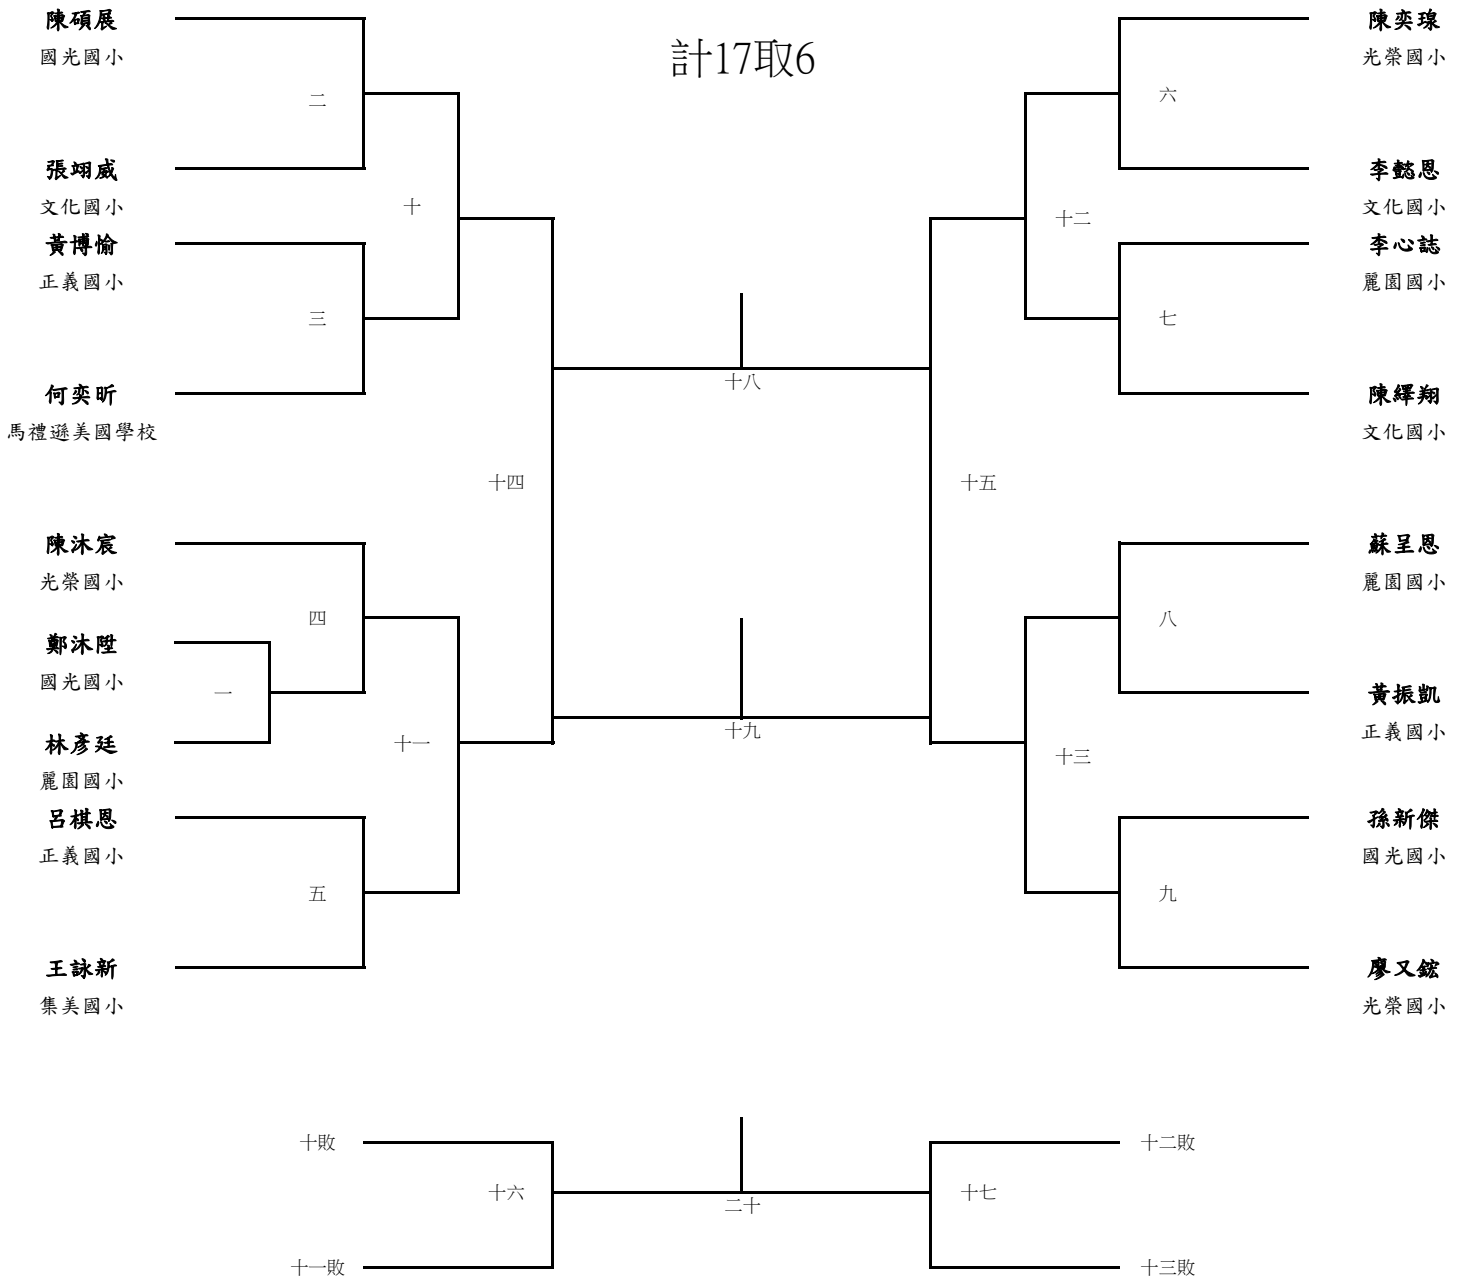 計17取6
陳碩展
國光國小
二
張翊威
文化國小
十
黃博愉
正義國小
三
何奕昕
馬禮遜美國學校
十四
陳沐宸
光榮國小
四
鄭沐陞
國光國小
一
林彥廷
麗園國小
十一
呂棋恩
正義國小
五
王詠新
集美國小
十八
十九
陳奕瑔
光榮國小
六
李懿恩
文化國小
十二
李心誌
麗園國小
七
陳繹翔
文化國小
十五
蘇呈恩
麗園國小
八
黃振凱
正義國小
十三
孫新傑
國光國小
九
廖又鋐
光榮國小
十敗
十六
十一敗
二十
十二敗
十七
十三敗